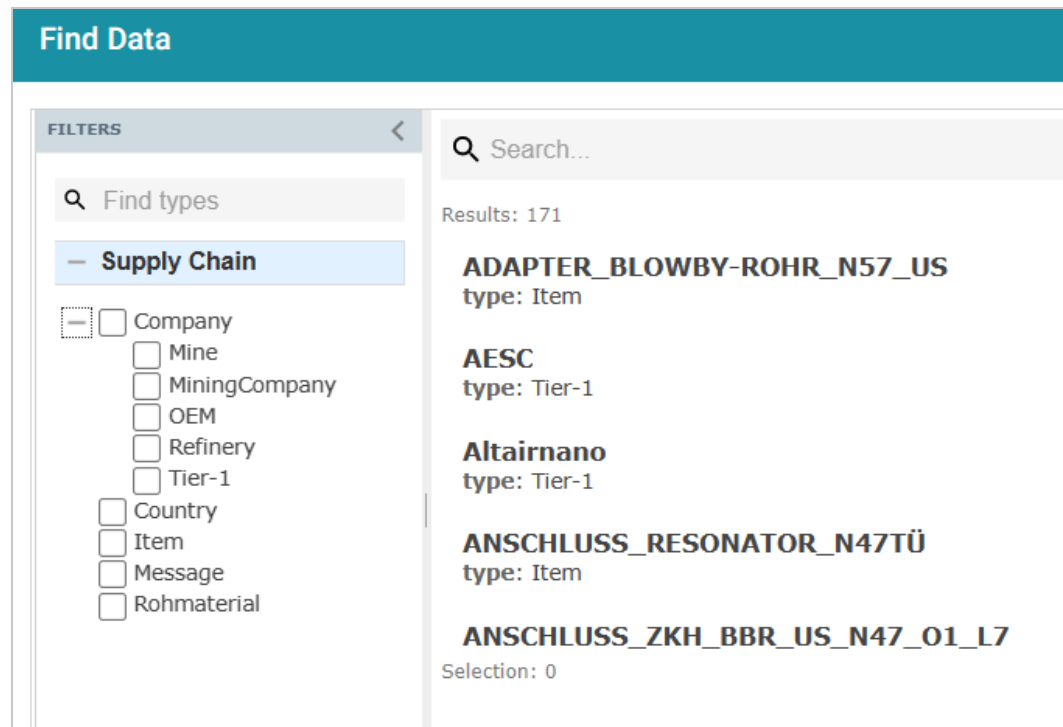 Find Data
FILTERS
Find types
Supply Chain
Company
Mine
MiningCompany
OEM
Refinery
Tier-1
Country
Item
Message
Rohmaterial
Search...
Results: 171
ADAPTER_BLOWBY-ROHR_N57_US
type: Item
AESC
type: Tier-1
Altairnano
type: Tier-1
ANSCHLUSS_RESONATOR_N47TÜ
type: Item
ANSCHLUSS_ZKH_BBR_US_N47_O1_L7
Selection: 0